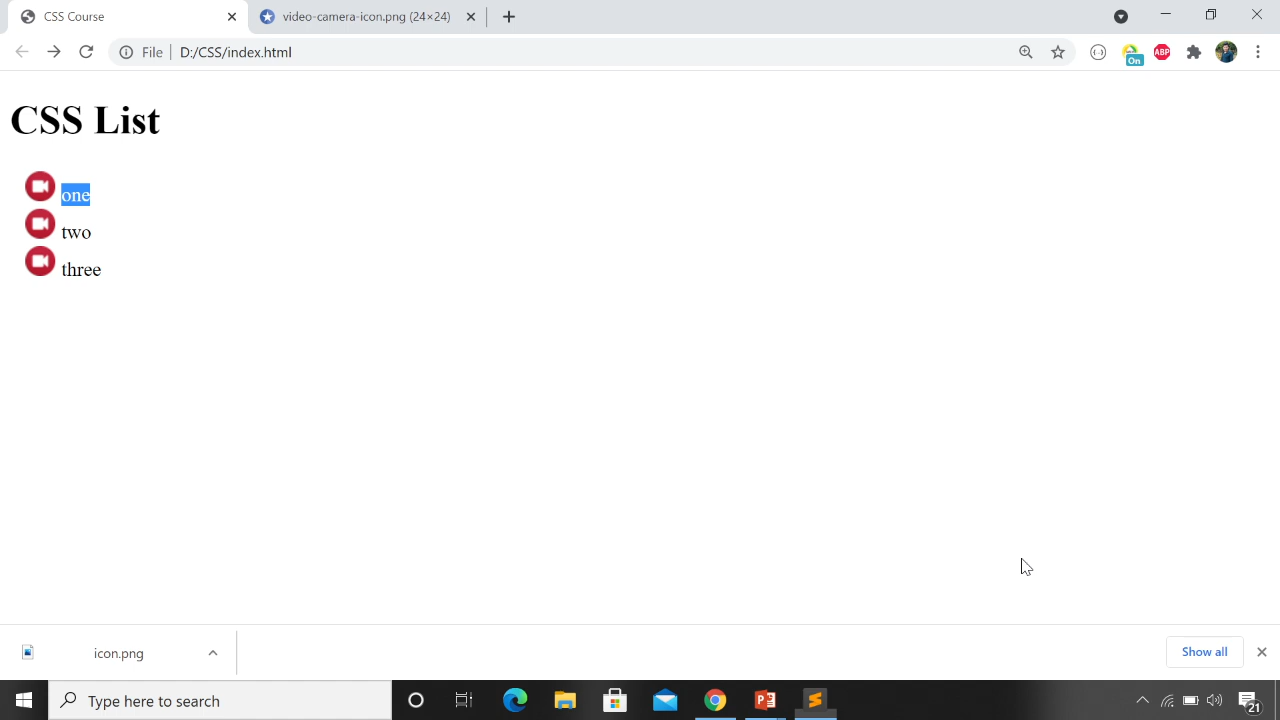 CSS Course
video-camera-icon.png (24×24)
File
D:/CSS/index.html
On
ABP
CSS List
one
two
three
icon.png
Show all
Type here to search
21